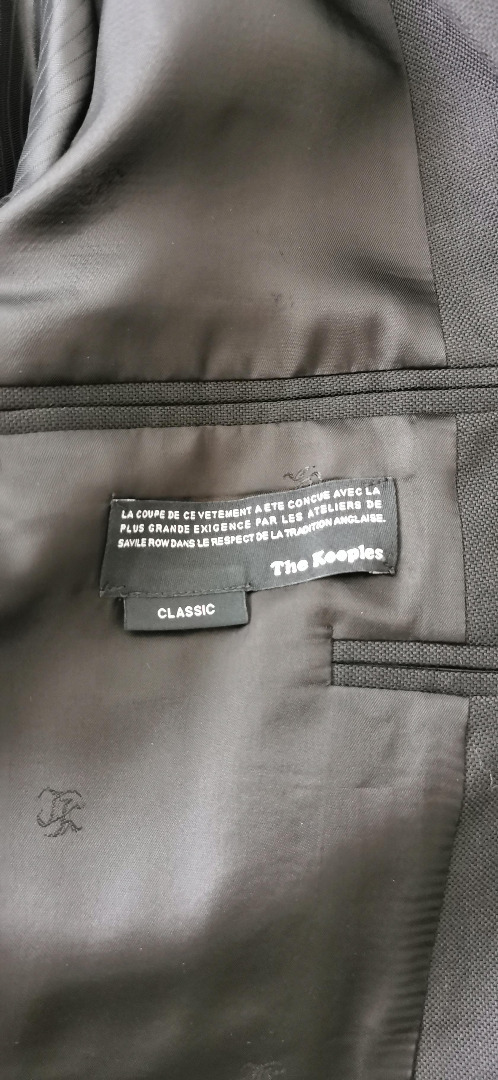 LA COUPE DE CE VETEMENT A ETE CONCUE AVEC LA
PLUS GRANDE EXIGENCE PAR LES ATELIERS DE
SAVILE ROW DANS LE RESPECT DE LA TRADITION ANGLAISE.
The Kooples
CLASSIC